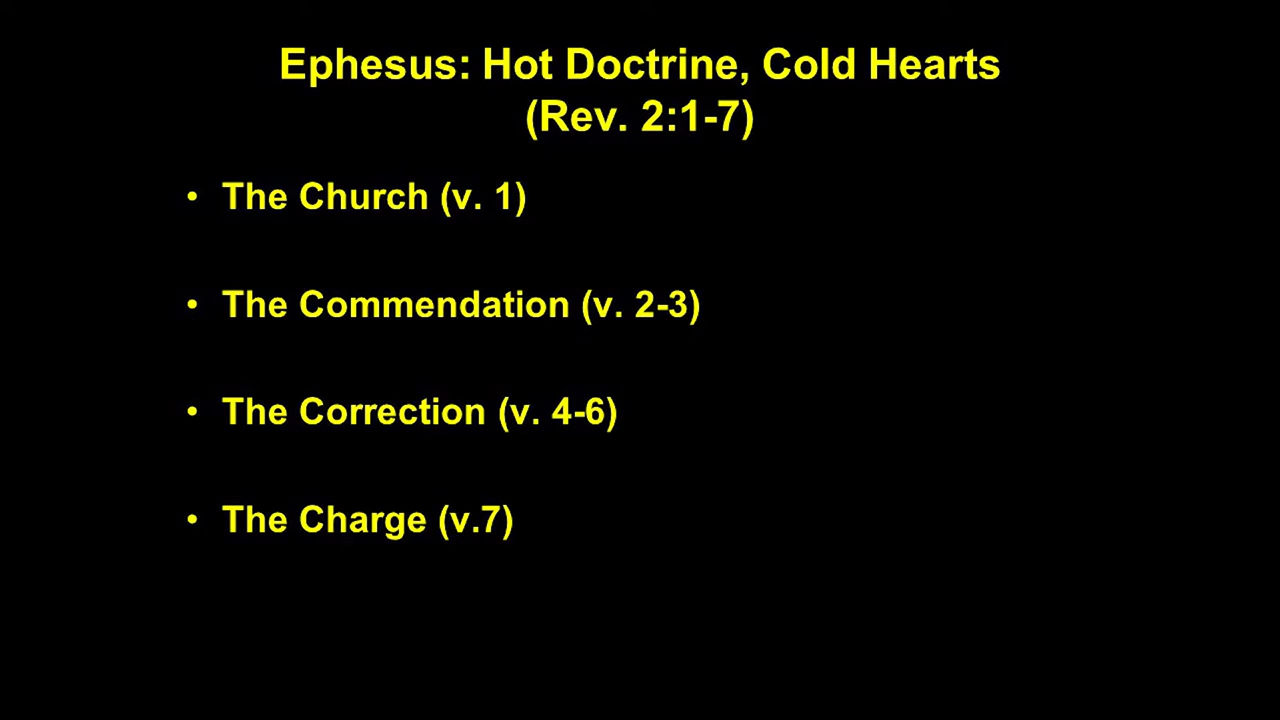 Ephesus: Hot Doctrine, Cold Hearts
(Rev. 2:1-7)
• The Church (v. 1)
• The Commendation (v. 2-3)
• The Correction (v. 4-6)
• The Charge (v.7)